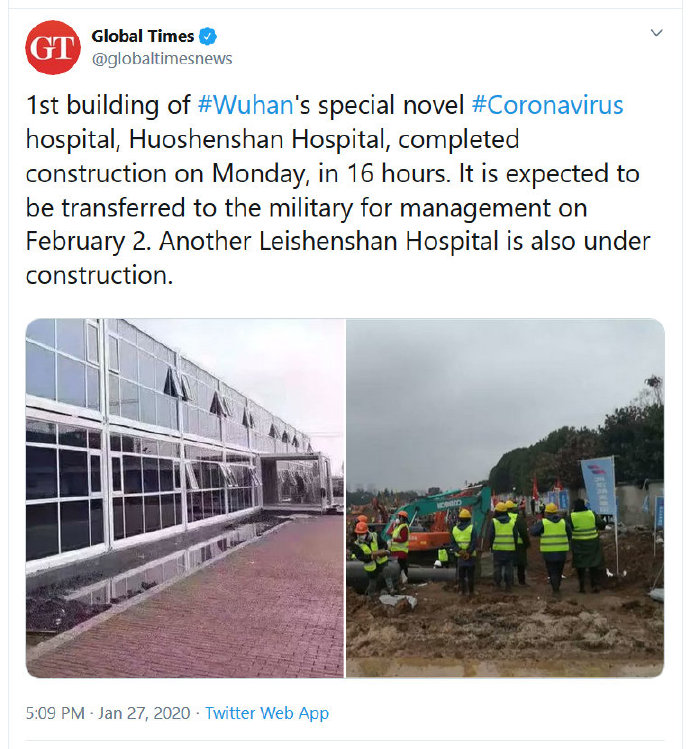 GT
Global Times
@globaltimesnews
1st building of #Wuhan's special novel #Coronavirus
hospital, Huoshenshan Hospital, completed
construction on Monday, in 16 hours. It is expected to
be transferred to the military for management on
February 2. Another Leishenshan Hospital is also under
construction.
KOBELCO
5:09 PM · Jan 27, 2020 · Twitter Web App